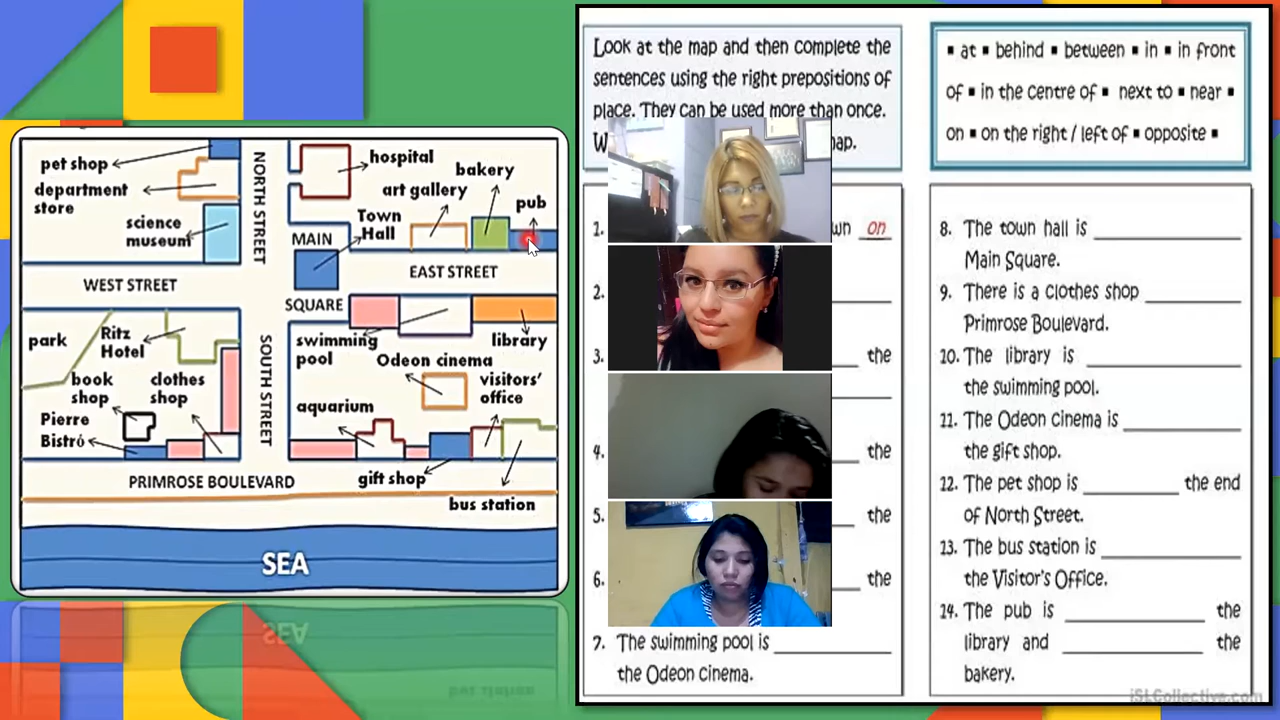 pet shop
department
store
science
museum
NORTH STREET
hospital
art gallery
bakery
pub
Town
Hall
MAIN
SQUARE
WEST STREET
EAST STREET
park
Ritz
Hotel
book
shop
clothes
shop
Pierre
Bistró
SOUTH STREET
swimming
pool
library
Odeon cinema
visitors'
office
aquarium
gift shop
bus station
PRIMROSE BOULEVARD
SEA
SEA
bus station
Look at the map and then complete the
sentences using the right prepositions of
place. They can be used more than once.
W
map.
1. wn on
2.
3. the
4. the
5. the
6. the
7. The swimming pool is
the Odeon cinema.
▪ at ▪ behind ▪ between ▪ in ▪ in front
of ▪ in the centre of ▪ next to ▪ near ▪
on ▪ on the right / left of ▪ opposite ▪
8. The town hall is
Main Square.
9. There is a clothes shop
Primrose Boulevard.
10. The library is
the swimming pool.
11. The Odeon cinema is
the gift shop.
12. The pet shop is the end
of North Street.
13. The bus station is
the Visitor's Office.
14. The pub is the
library and the
bakery.
iSLCollective.com